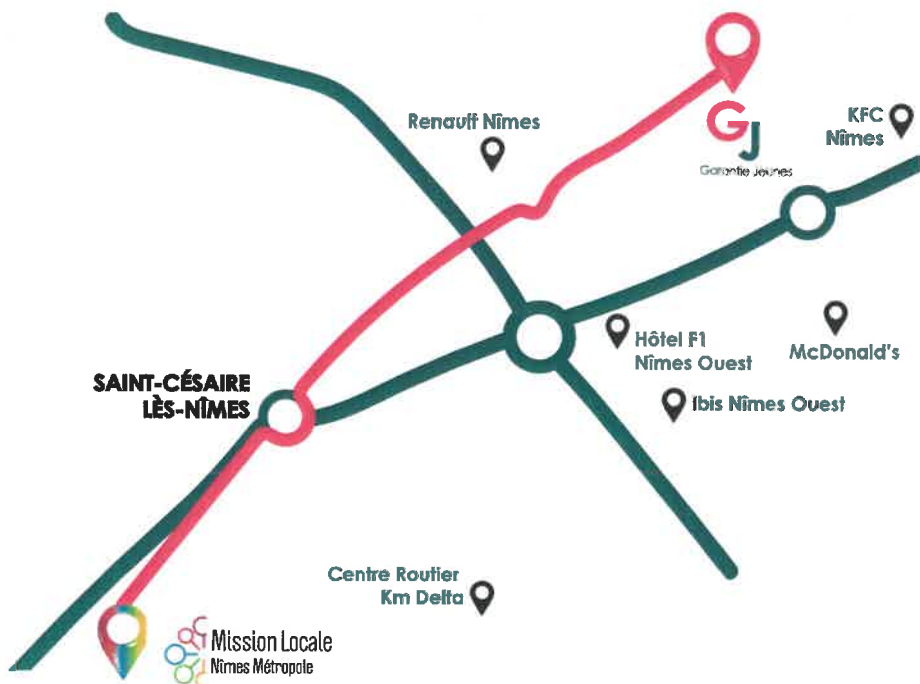 Renault Nîmes
GJ
Garantie Jeunes
KFC
Nîmes
Hôtel F1
Nîmes Ouest
McDonald's
Ibis Nîmes Ouest
SAINT-CÉSAIRE
LÈS-NÎMES
Centre Routier
Km Delta
Mission Locale
Nîmes Métropole